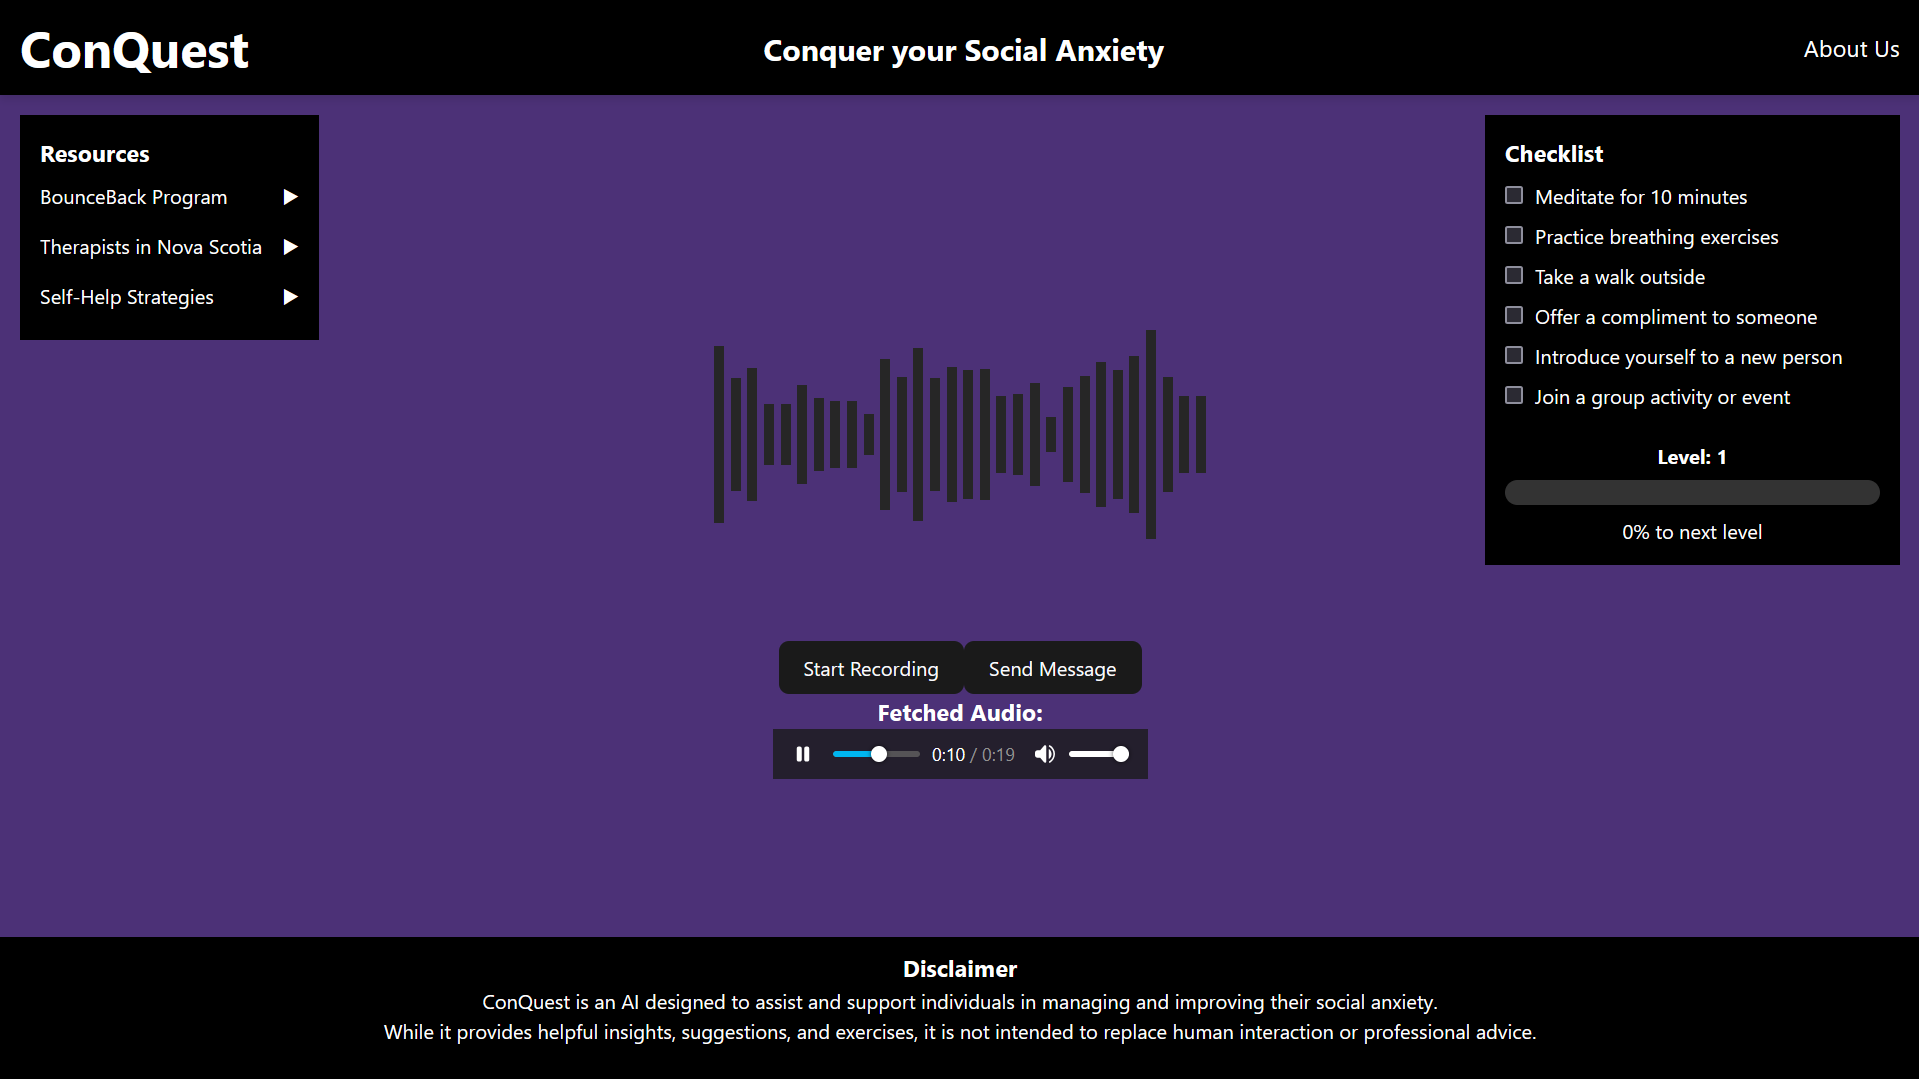 ConQuest
Conquer your Social Anxiety
About Us
Resources
BounceBack Program
Therapists in Nova Scotia
Self-Help Strategies
Checklist
Meditate for 10 minutes
Practice breathing exercises
Take a walk outside
Offer a compliment to someone
Introduce yourself to a new person
Join a group activity or event
Level: 1
0% to next level
Start Recording
Send Message
Fetched Audio:
0:10 / 0:19
Disclaimer
ConQuest is an AI designed to assist and support individuals in managing and improving their social anxiety.
While it provides helpful insights, suggestions, and exercises, it is not intended to replace human interaction or professional advice.